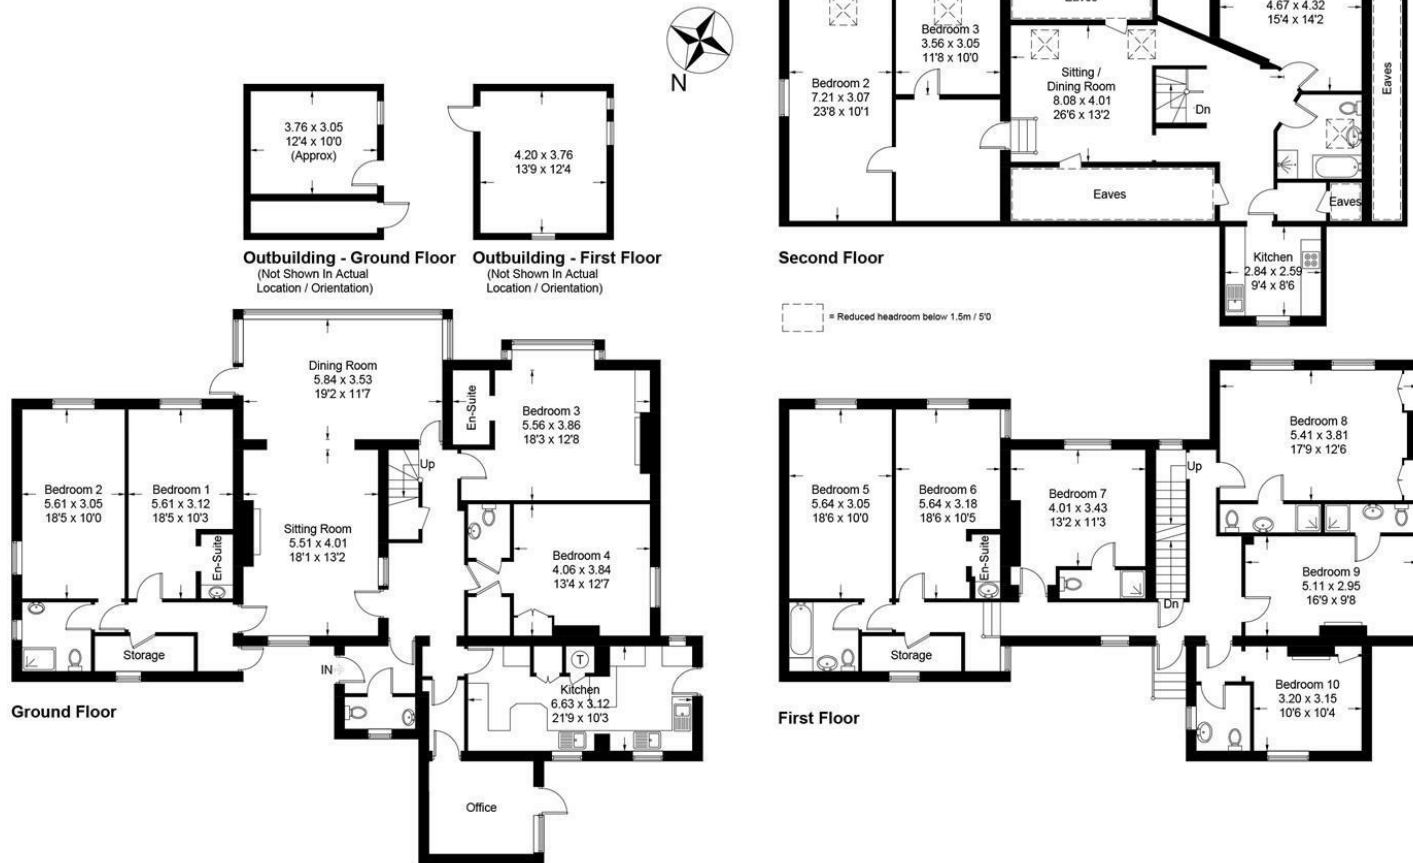 N
3.76 x 3.05
12'4 x 10'0
(Approx)
4.20 x 3.76
13'9 x 12'4
Outbuilding - Ground Floor
(Not Shown In Actual
Location / Orientation)
Outbuilding - First Floor
(Not Shown In Actual
Location / Orientation)
Bedroom 2
7.21 x 3.07
23'8 x 10'1
Bedroom 3
3.56 x 3.05
11'8 x 10'0
Sitting /
Dining Room
8.08 x 4.01
26'6 x 13'2
Dn
4.67 x 4.32
15'4 x 14'2
Eaves
Eaves
Eaves
Kitchen
2.84 x 2.59
9'4 x 8'6
Second Floor
= Reduced headroom below 1.5m / 5'0
Dining Room
5.84 x 3.53
19'2 x 11'7
En-Suite
Bedroom 3
5.56 x 3.86
18'3 x 12'8
Up
Bedroom 2
5.61 x 3.05
18'5 x 10'0
Bedroom 1
5.61 x 3.12
18'5 x 10'3
En-Suite
Sitting Room
5.51 x 4.01
18'1 x 13'2
Bedroom 4
4.06 x 3.84
13'4 x 12'7
Storage
IN
T
Kitchen
6.63 x 3.12
21'9 x 10'3
Office
Ground Floor
Bedroom 8
5.41 x 3.81
17'9 x 12'6
Up
Bedroom 5
5.64 x 3.05
18'6 x 10'0
Bedroom 6
5.64 x 3.18
18'6 x 10'5
En-Suite
Bedroom 7
4.01 x 3.43
13'2 x 11'3
Bedroom 9
5.11 x 2.95
16'9 x 9'8
Dn
Storage
Bedroom 10
3.20 x 3.15
10'6 x 10'4
First Floor